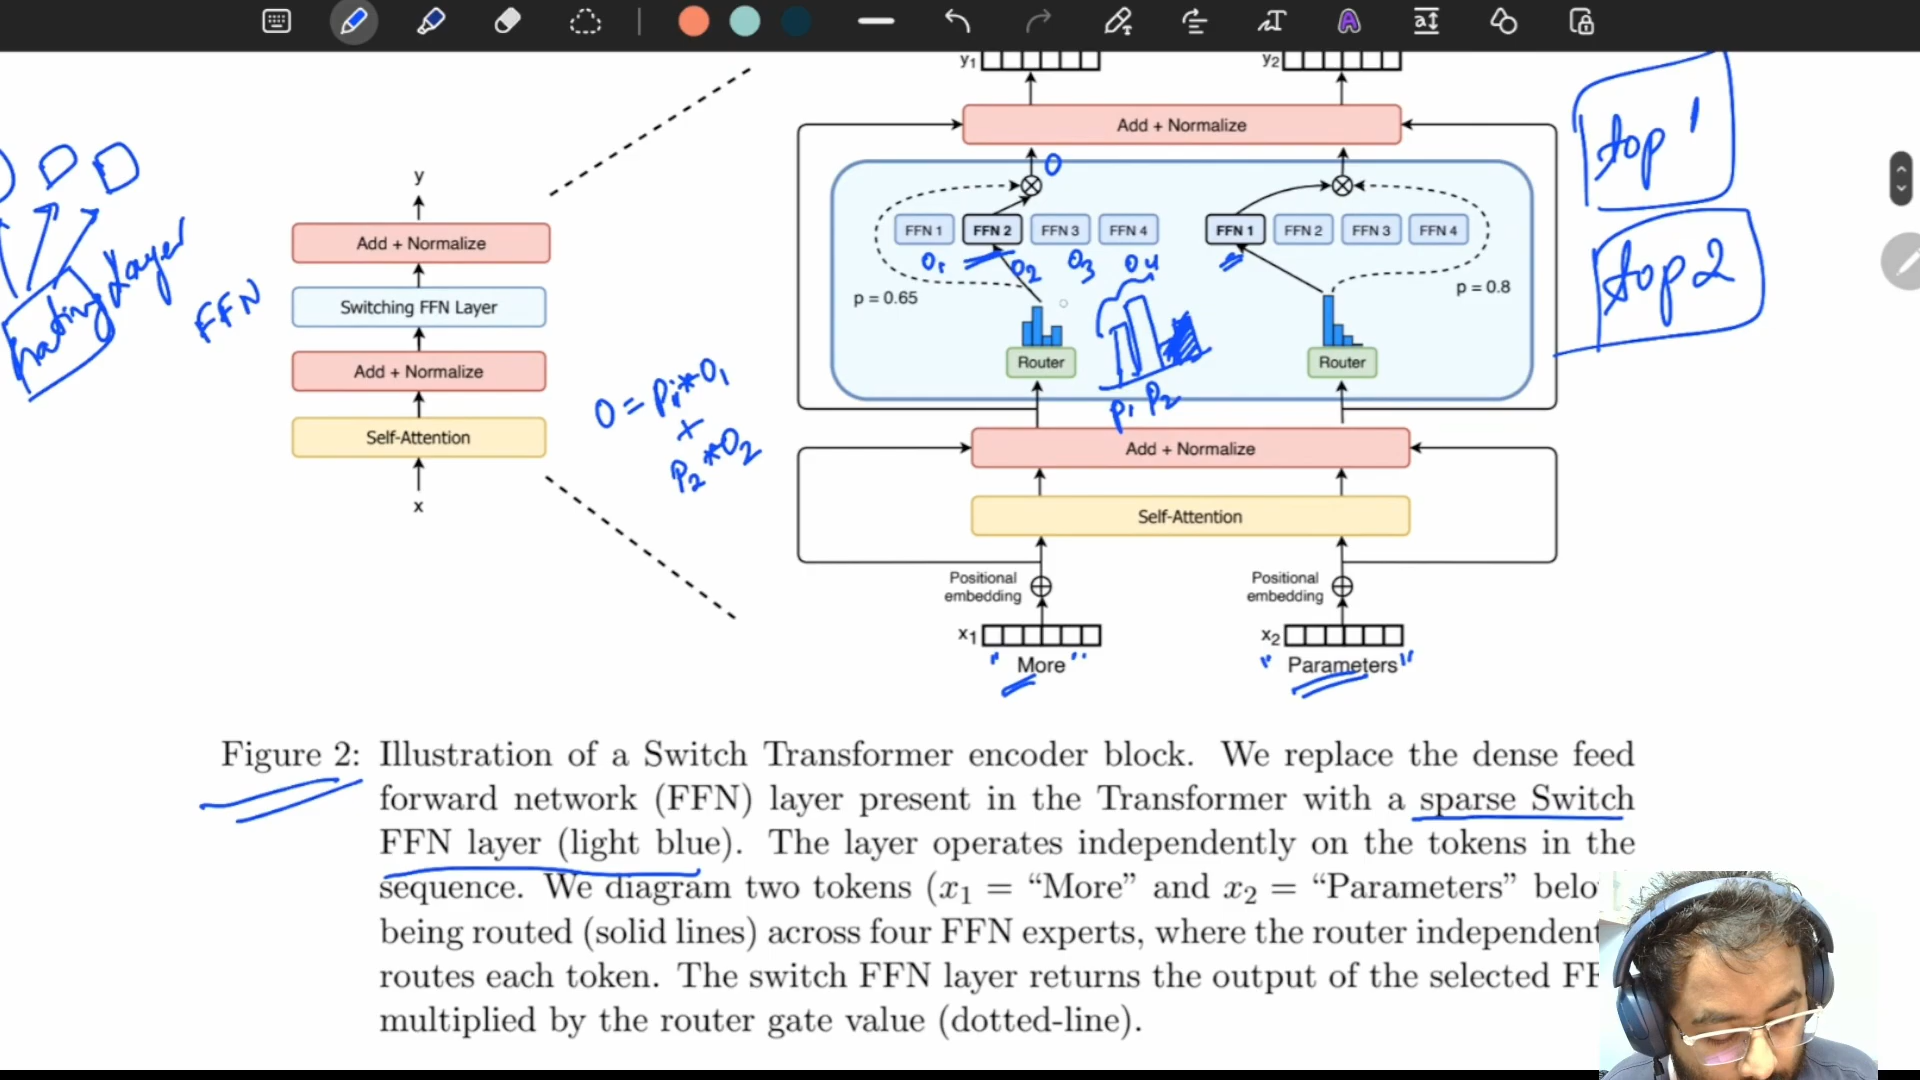 y₁
y₂
Add + Normalize
top 1
O
FFN 1 FFN 2 FFN 3 FFN 4
FFN 1 FFN 2 FFN 3 FFN 4
O₁ O₂ O₃ O4
p = 0.65
p = 0.8
Router
Router
P₁ P₂
top 2
y
Add + Normalize
Switching FFN Layer
Add + Normalize
Self-Attention
x
Layer
FFN
O = P₁*O₁
+
P₂*O₂
Add + Normalize
Self-Attention
Positional
embedding
Positional
embedding
x₁
x₂
" More "
" Parameters "
Figure 2: Illustration of a Switch Transformer encoder block. We replace the dense feed
forward network (FFN) layer present in the Transformer with a sparse Switch
FFN layer (light blue). The layer operates independently on the tokens in the
sequence. We diagram two tokens (x₁ = “More” and x₂ = “Parameters” belo
being routed (solid lines) across four FFN experts, where the router independent
routes each token. The switch FFN layer returns the output of the selected FF
multiplied by the router gate value (dotted-line).